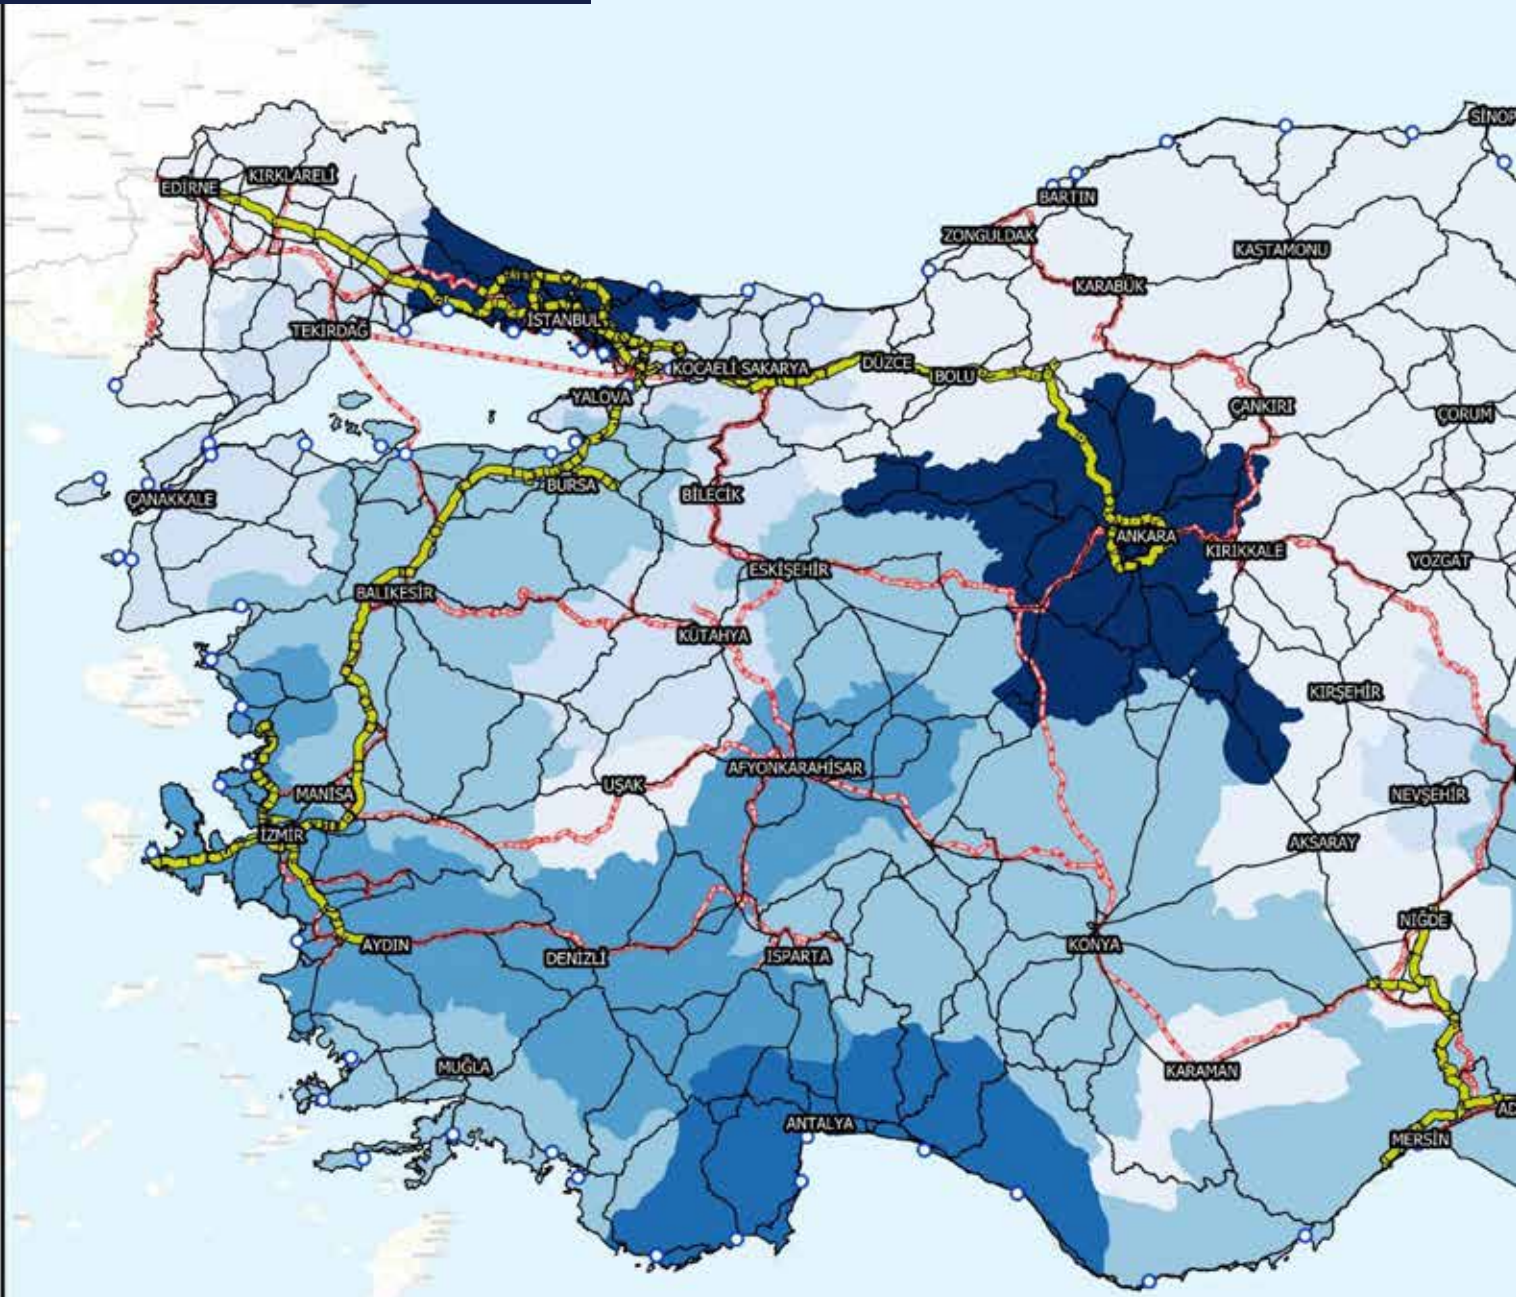 SİNOP
KIRKLARELİ
EDİRNE
BARTIN
ZONGULDAK
KASTAMONU
KARABÜK
İSTANBUL
TEKİRDAĞ
KOCAELİ SAKARYA
DÜZCE
BOLU
YALOVA
ÇANKIRI
ÇORUM
BURSA
BİLECİK
ÇANAKKALE
ANKARA
KIRIKKALE
YOZGAT
ESKİŞEHİR
BALIKESİR
KÜTAHYA
KIRŞEHİR
AFYONKARAHİSAR
UŞAK
MANİSA
NEVŞEHİR
İZMİR
AKSARAY
NİĞDE
AYDIN
DENİZLİ
ISPARTA
KONYA
MUĞLA
KARAMAN
AD
ANTALYA
MERSİN